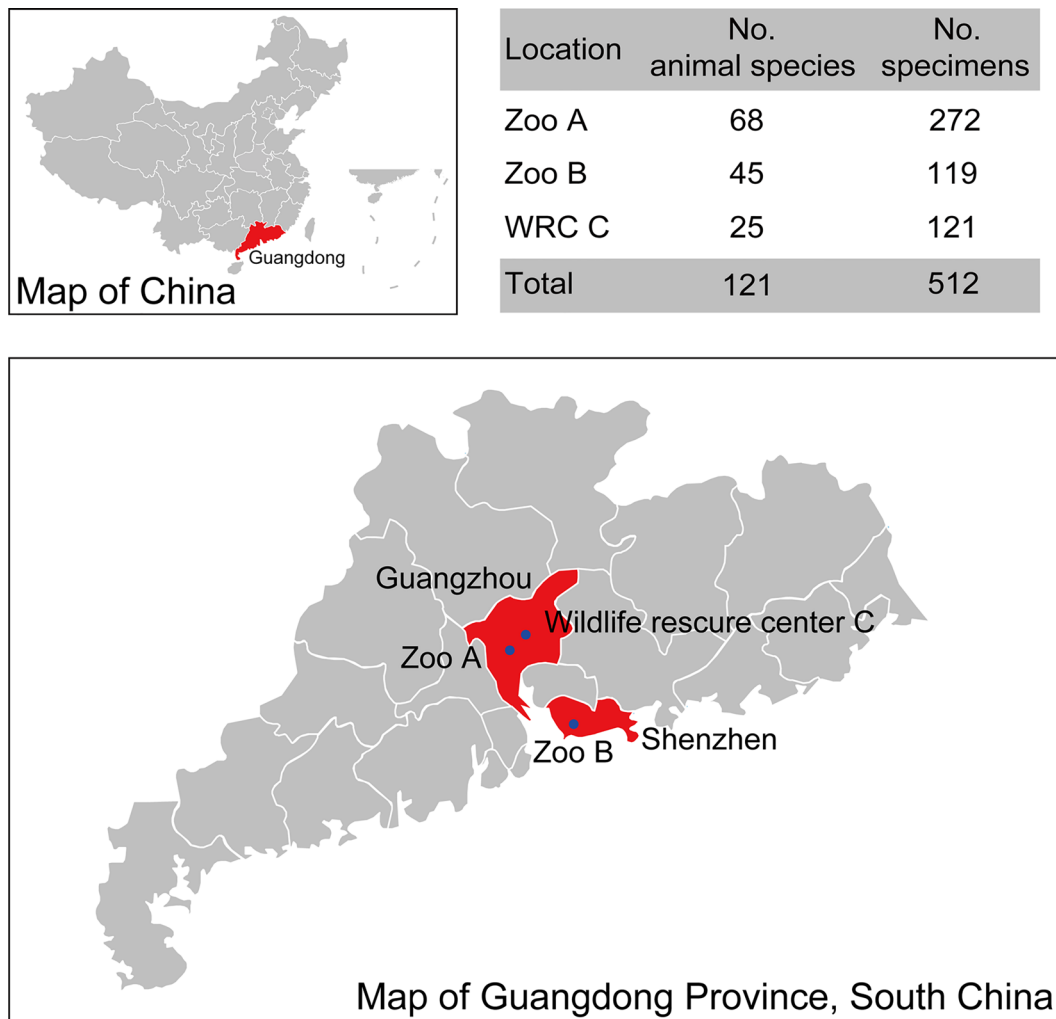 Guangdong
Map of China
Location No. animal species No. specimens
Zoo A 68 272
Zoo B 45 119
WRC C 25 121
Total 121 512
Guangzhou
Wildlife rescure center C
Zoo A
Shenzhen
Zoo B
Map of Guangdong Province, South China